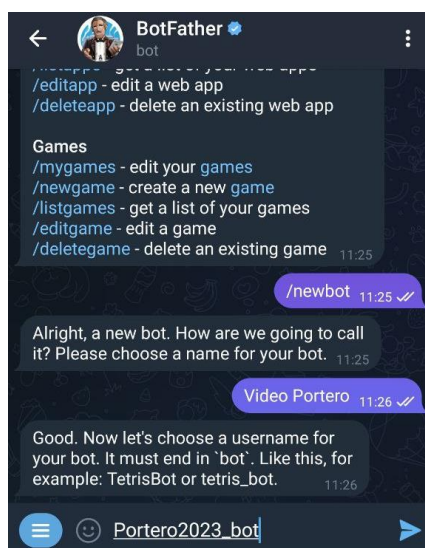 BotFather
bot
/editapp - edit a web app
/deleteapp - delete an existing web app
Games
/mygames - edit your games
/newgame - create a new game
/listgames - get a list of your games
/editgame - edit a game
/deletegame - delete an existing game 11:25
/newbot 11:25
Alright, a new bot. How are we going to call
it? Please choose a name for your bot. 11:25
Video Portero 11:26
Good. Now let's choose a username for
your bot. It must end in `bot`. Like this, for
example: TetrisBot or tetris_bot. 11:26
Portero2023_bot